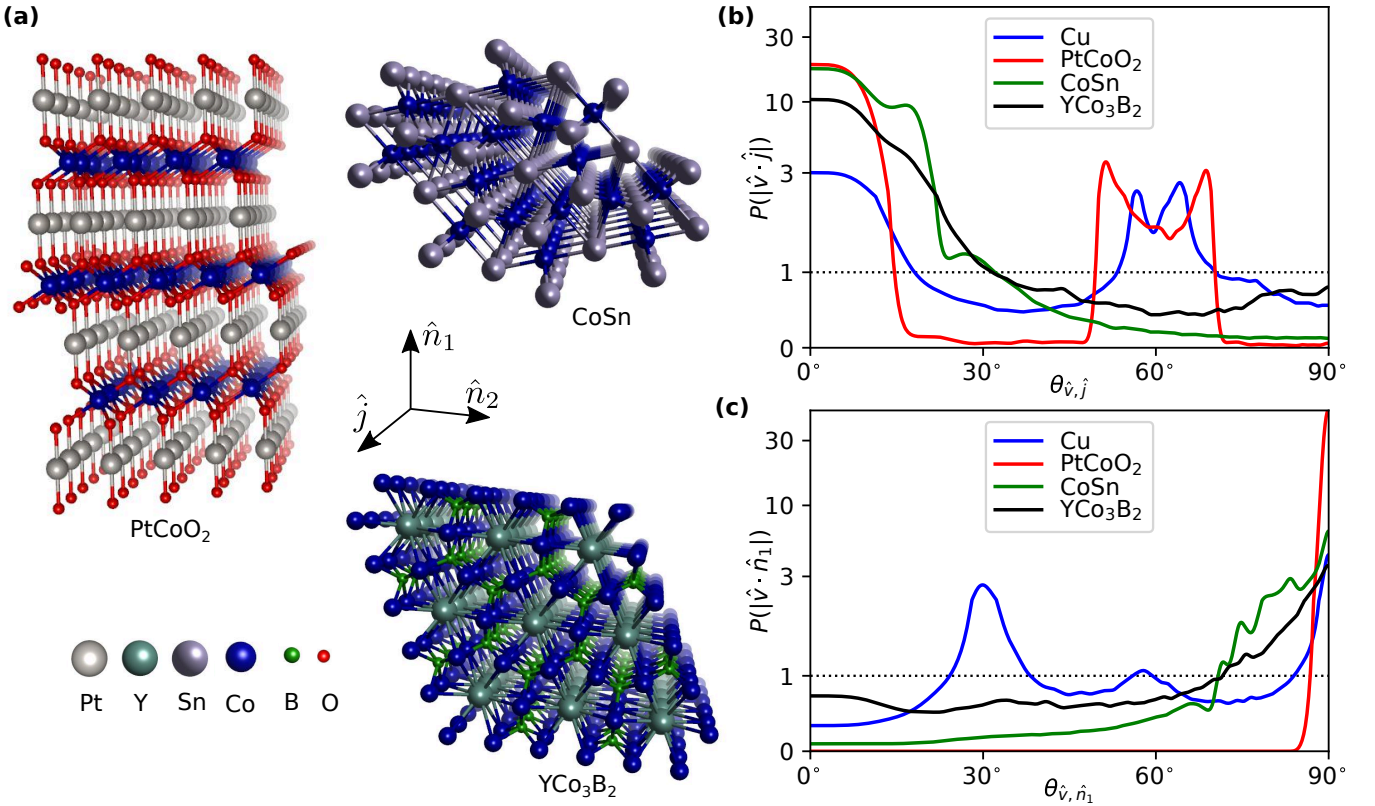 (a)
PtCoO₂
CoSn
n̂₁
n̂₂
ĵ
YCo₃B₂
Pt Y Sn Co B O
(b)
Cu
PtCoO₂
CoSn
YCo₃B₂
P(|v̂ · ĵ|)
30
10
3
1
0
0° 30° 60° 90°
θv̂,ĵ
(c)
Cu
PtCoO₂
CoSn
YCo₃B₂
P(|v̂ · n̂₁|)
30
10
3
1
0
0° 30° 60° 90°
θv̂,n̂₁